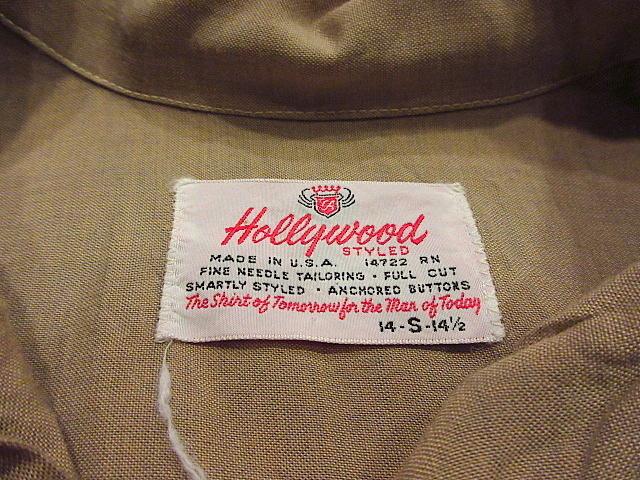 Hollywood
STYLED
MADE IN U.S.A. 14722 RN
FINE NEEDLE TAILORING · FULL CUT
SMARTLY STYLED · ANCHORED BUTTONS
The Shirt of Tomorrow for the Man of Today
14-S-14½